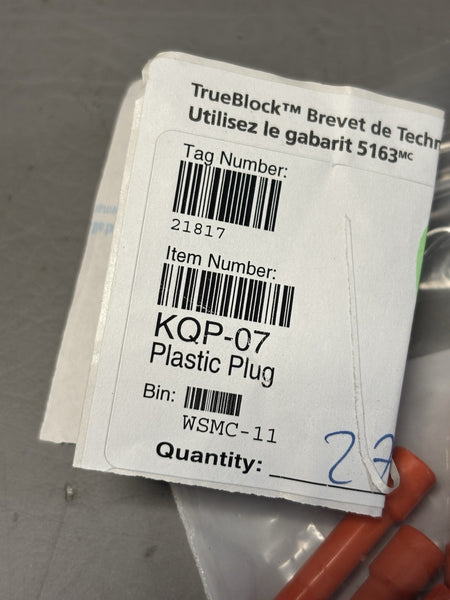 TrueBlock™ Brevet de Techn
Utilisez le gabarit 5163ᴹᶜ
Tag Number:
21817
Item Number:
KQP-07
Plastic Plug
Bin:
WSMC-11
Quantity: